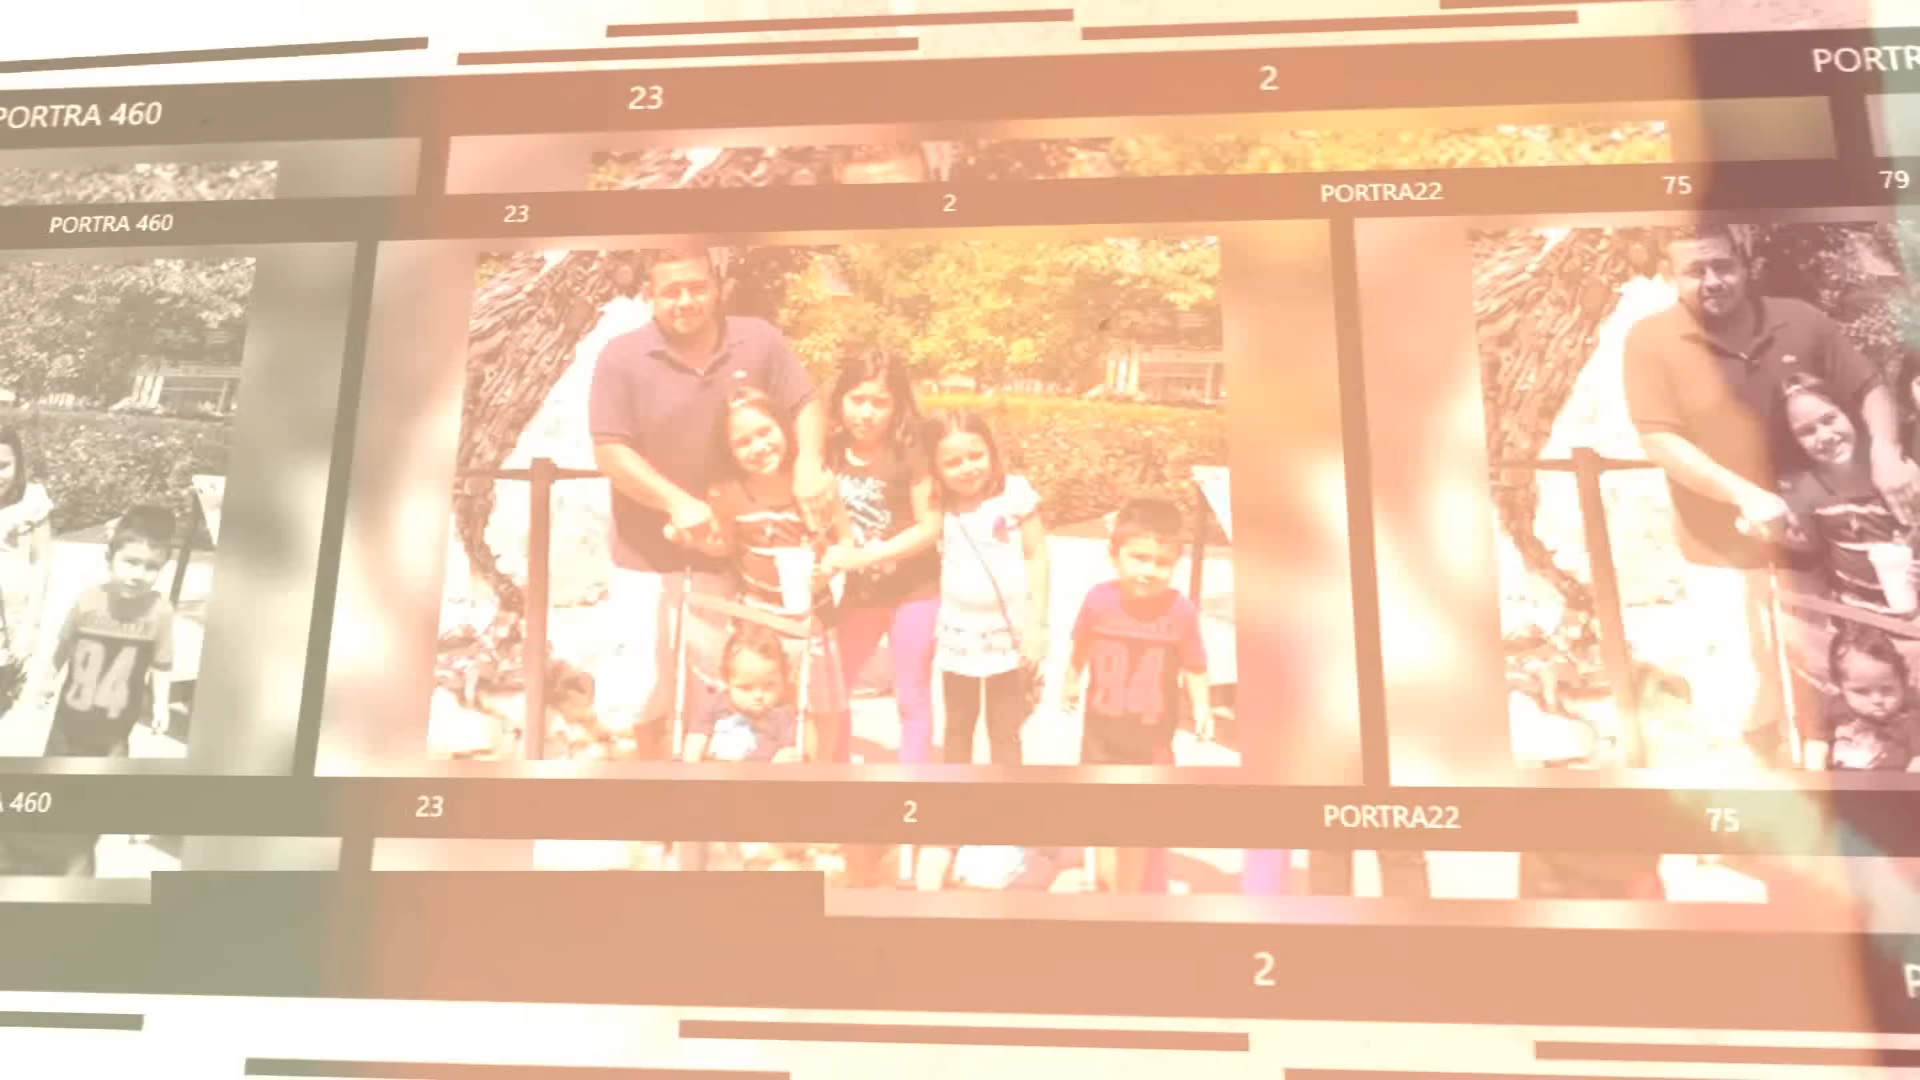 PORTRA 460 23 2 PORTR
PORTRA 460 23 2 PORTRA22 75 79
84
84
460 23 2 PORTRA22 75
2